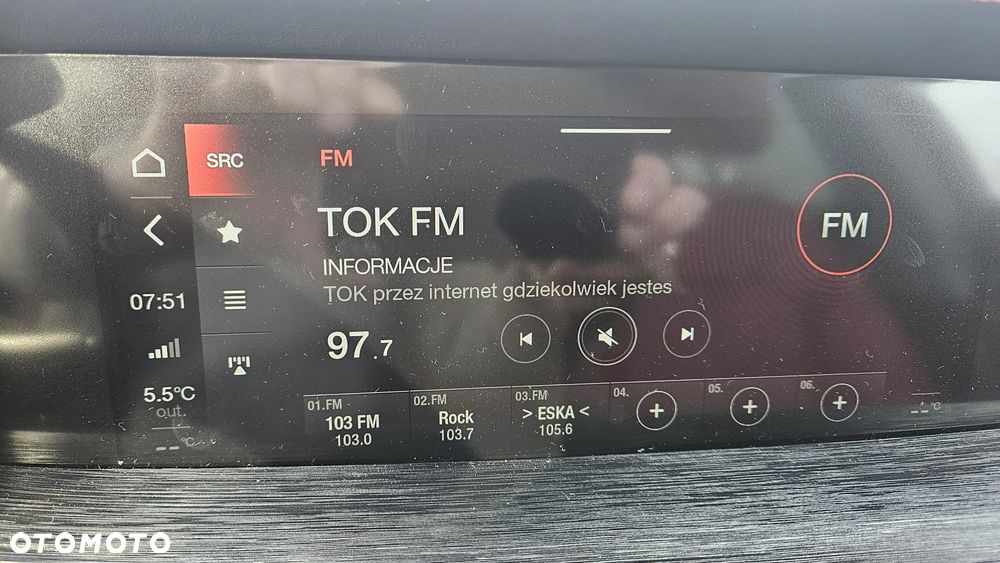 SRC
FM
TOK FM
INFORMACJE
TOK przez internet gdziekolwiek jestes
97.7
FM
07:51
5.5°C
out.
--°C
01.FM
103 FM
103.0
02.FM
Rock
103.7
03.FM
> ESKA <
105.6
04.
05.
06.
--°C
OTOMOTO